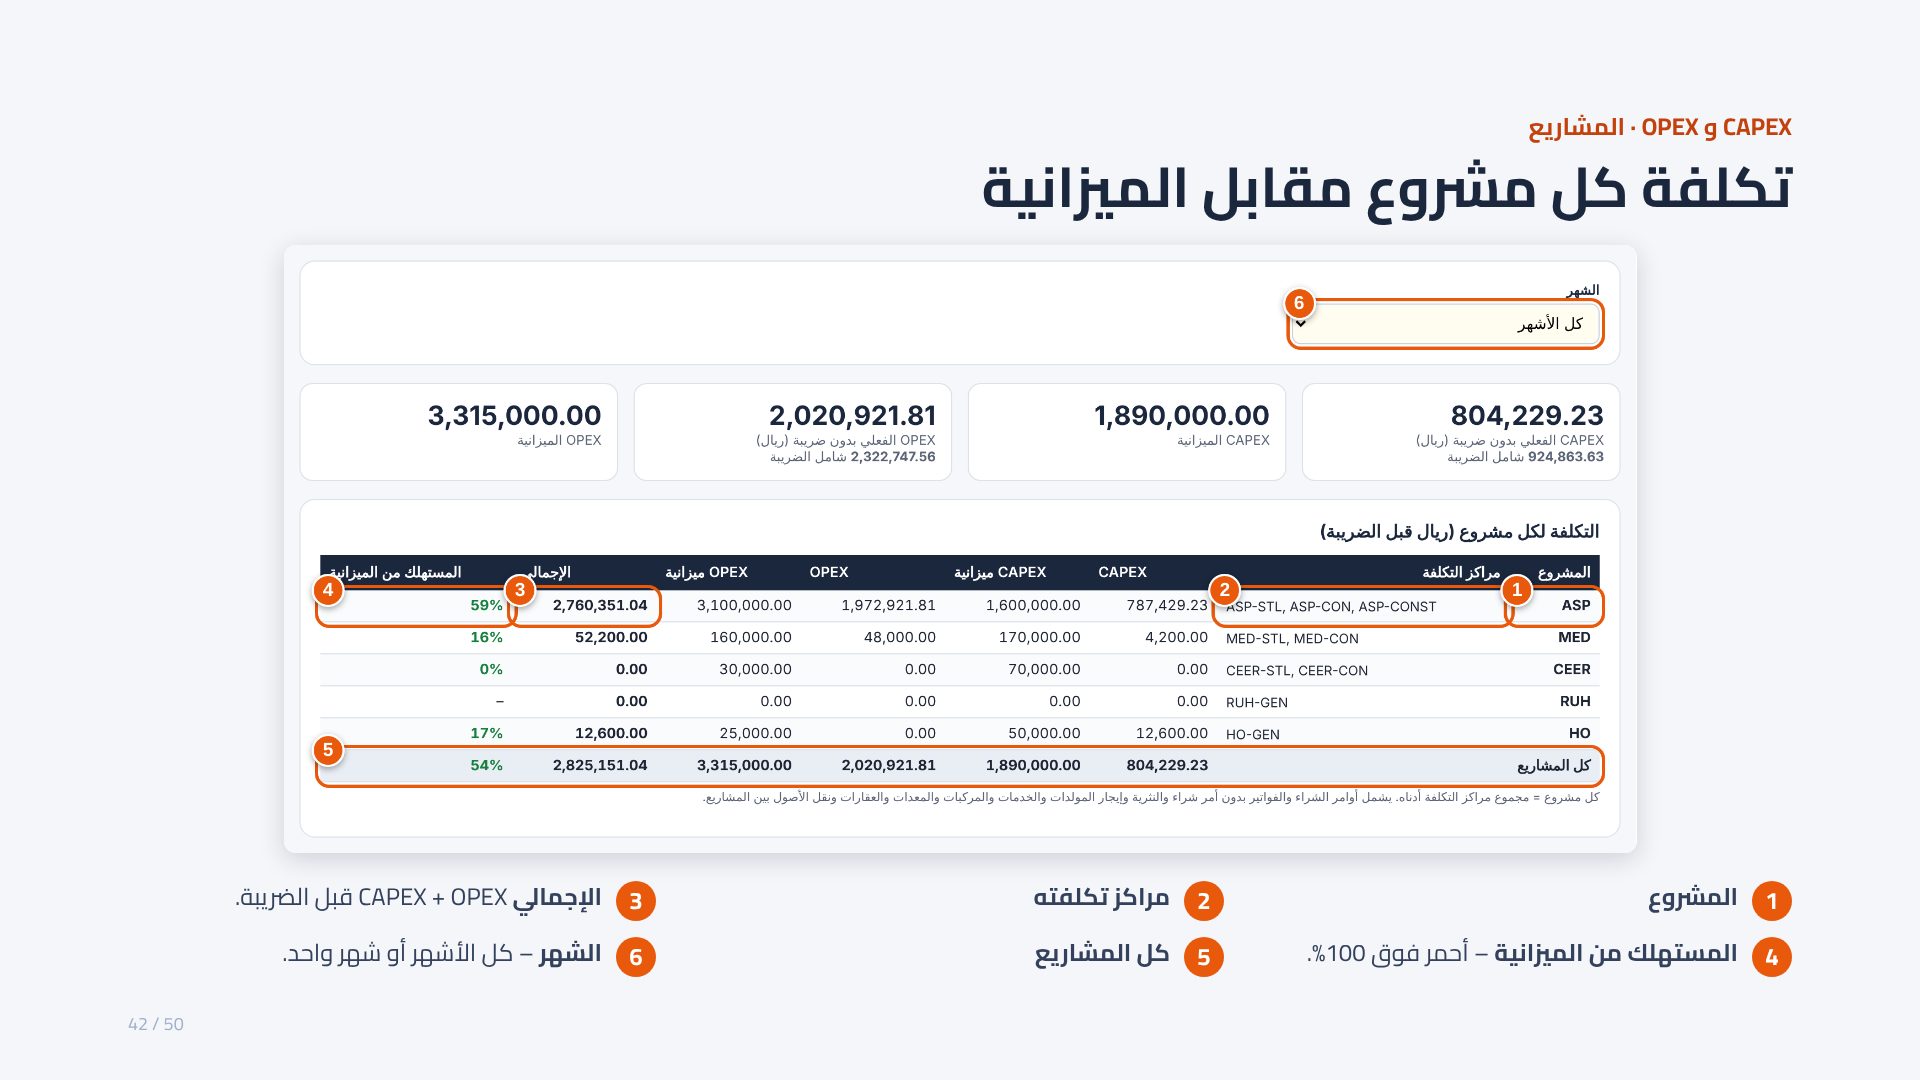 CAPEX و OPEX · المشاريع
تكلفة كل مشروع مقابل الميزانية
الشهر
6
كل الأشهر
804,229.23
CAPEX الفعلي بدون ضريبة (ريال)
924,863.63 شامل الضريبة
1,890,000.00
CAPEX الميزانية
2,020,921.81
OPEX الفعلي بدون ضريبة (ريال)
2,322,747.56 شامل الضريبة
3,315,000.00
OPEX الميزانية
التكلفة لكل مشروع (ريال قبل الضريبة)
المشروع مراكز التكلفة CAPEX ميزانية CAPEX OPEX ميزانية OPEX الإجمالي المستهلك من الميزانية
1 2 3 4
ASP ASP-STL, ASP-CON, ASP-CONST 787,429.23 1,600,000.00 1,972,921.81 3,100,000.00 2,760,351.04 59%
MED MED-STL, MED-CON 4,200.00 170,000.00 48,000.00 160,000.00 52,200.00 16%
CEER CEER-STL, CEER-CON 0.00 70,000.00 0.00 30,000.00 0.00 0%
RUH RUH-GEN 0.00 0.00 0.00 0.00 0.00 –
HO HO-GEN 12,600.00 50,000.00 0.00 25,000.00 12,600.00 17%
5
كل المشاريع 804,229.23 1,890,000.00 2,020,921.81 3,315,000.00 2,825,151.04 54%
كل مشروع = مجموع مراكز التكلفة أدناه. يشمل أوامر الشراء والفواتير بدون أمر شراء والنثرية وإيجار المولدات والخدمات والمركبات والمعدات والعقارات ونقل الأصول بين المشاريع.
1 المشروع
2 مراكز تكلفته
3 الإجمالي CAPEX + OPEX قبل الضريبة.
4 المستهلك من الميزانية – أحمر فوق 100%.
5 كل المشاريع
6 الشهر – كل الأشهر أو شهر واحد.
42 / 50